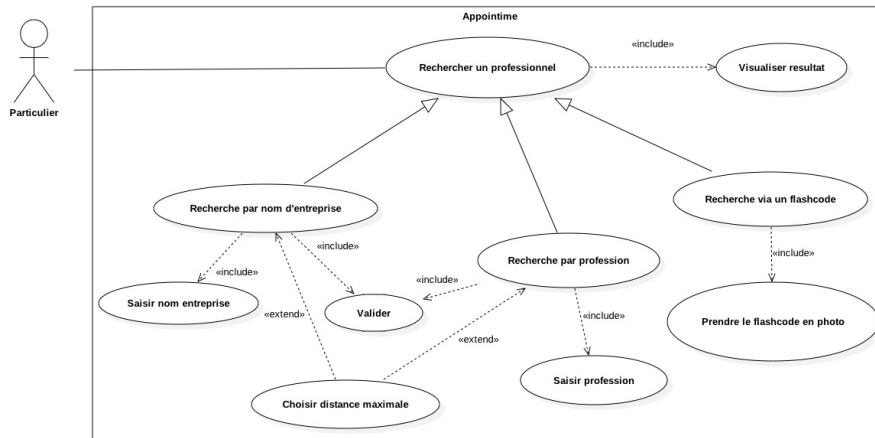 Appointime
«include»
Rechercher un professionnel
Visualiser resultat
Particulier
Recherche par nom d'entreprise
Recherche via un flashcode
«include»
Recherche par profession
«include»
«include»
«include»
Saisir nom entreprise
Valider
«extend»
«include»
Prendre le flashcode en photo
«extend»
Saisir profession
Choisir distance maximale